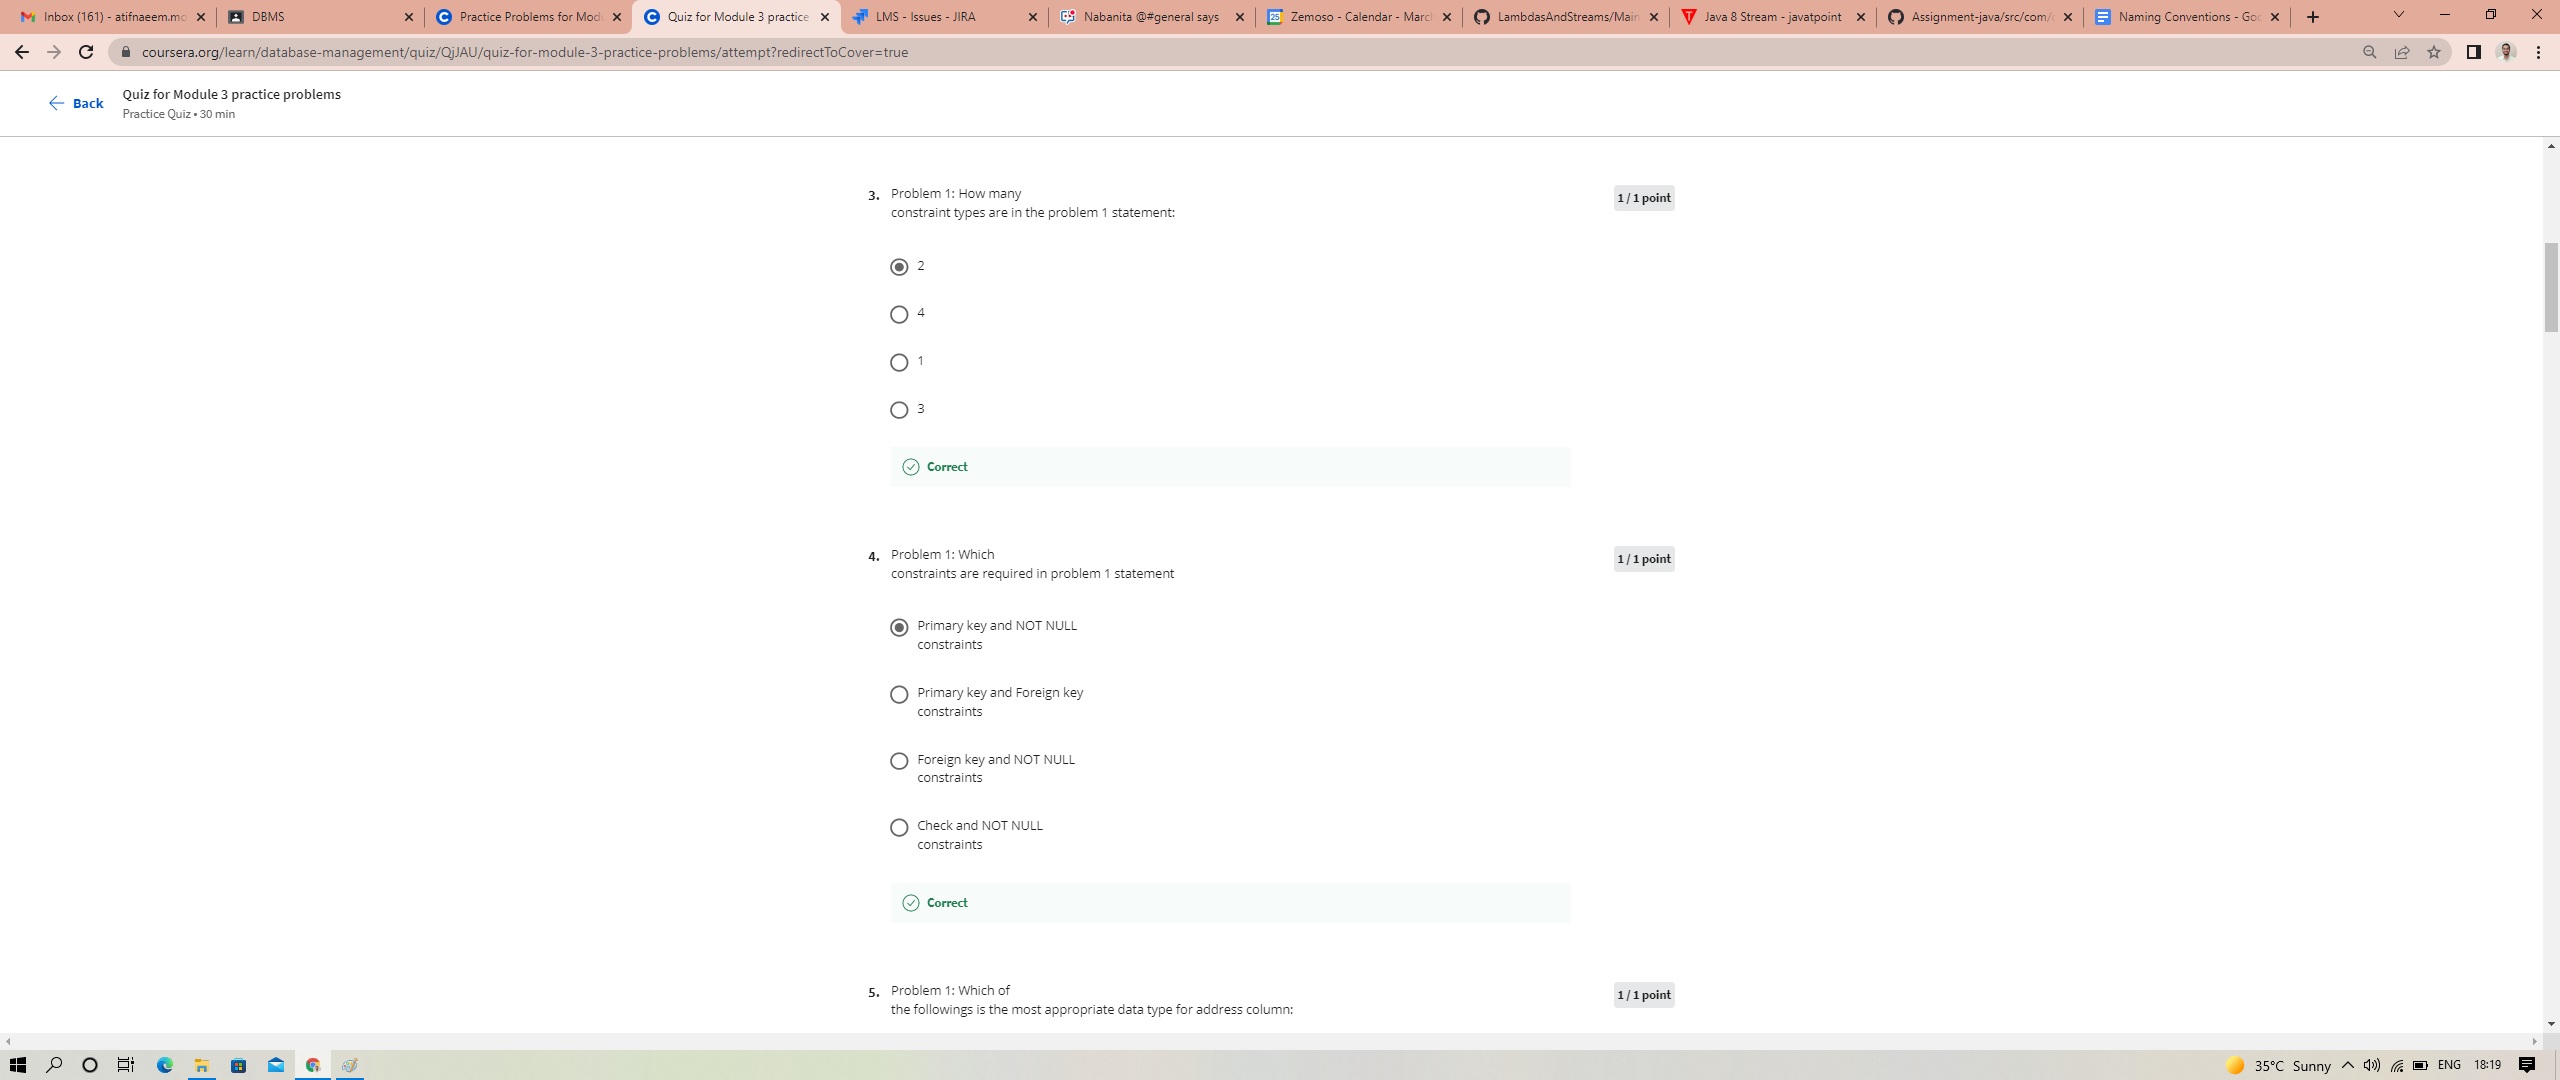 Inbox (161) - atifnaeem.mo
DBMS
Practice Problems for Mod
Quiz for Module 3 practice
LMS - Issues - JIRA
Nabanita @#general says
Zemoso - Calendar - Marc
LambdasAndStreams/Main
Java 8 Stream - javatpoint
Assignment-java/src/com/
Naming Conventions - Goo
coursera.org/learn/database-management/quiz/QjJAU/quiz-for-module-3-practice-problems/attempt?redirectToCover=true
Back
Quiz for Module 3 practice problems
Practice Quiz • 30 min
3. Problem 1: How many
constraint types are in the problem 1 statement:
1 / 1 point
2
4
1
3
Correct
4. Problem 1: Which
constraints are required in problem 1 statement
1 / 1 point
Primary key and NOT NULL
constraints
Primary key and Foreign key
constraints
Foreign key and NOT NULL
constraints
Check and NOT NULL
constraints
Correct
5. Problem 1: Which of
the followings is the most appropriate data type for address column:
1 / 1 point
35°C Sunny
ENG
18:19